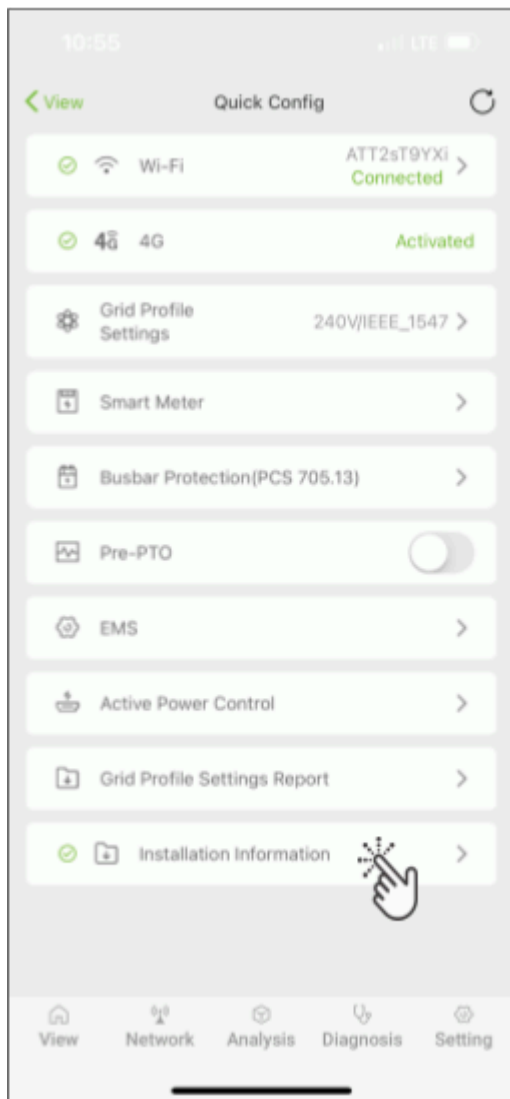 10:55 LTE
View Quick Config
Wi-Fi ATT2sT9YXi
Connected
4G 4G Activated
Grid Profile
Settings 240V/IEEE_1547
Smart Meter
Busbar Protection(PCS 705.13)
Pre-PTO
EMS
Active Power Control
Grid Profile Settings Report
Installation Information
View Network Analysis Diagnosis Setting